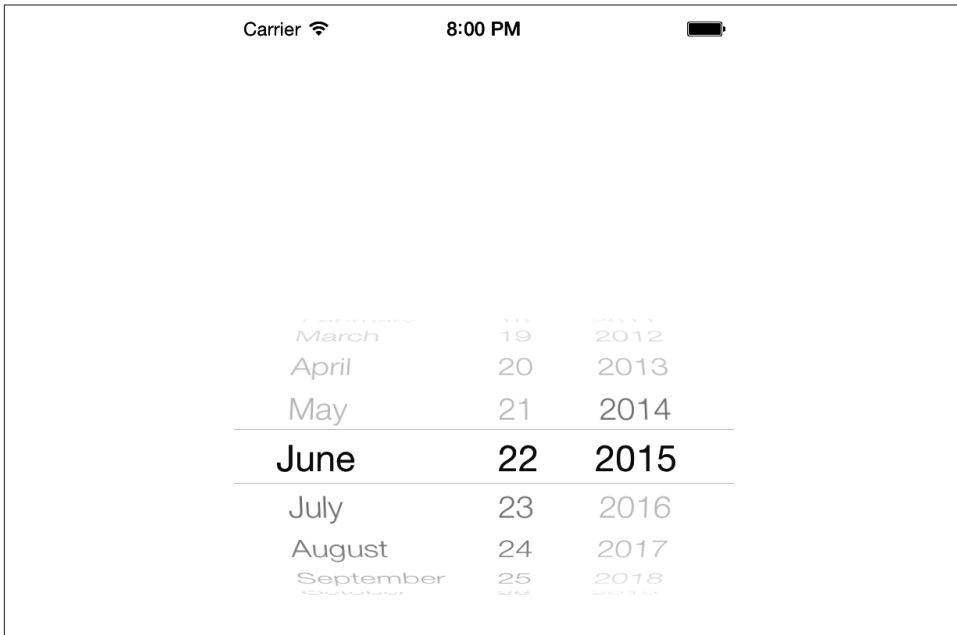 Carrier 8:00 PM
March 19 2012
April 20 2013
May 21 2014
June 22 2015
July 23 2016
August 24 2017
September 25 2018